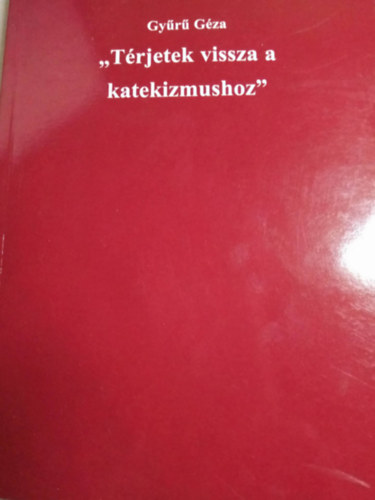 Gyűrű Géza
„Térjetek vissza a
katekizmushoz”